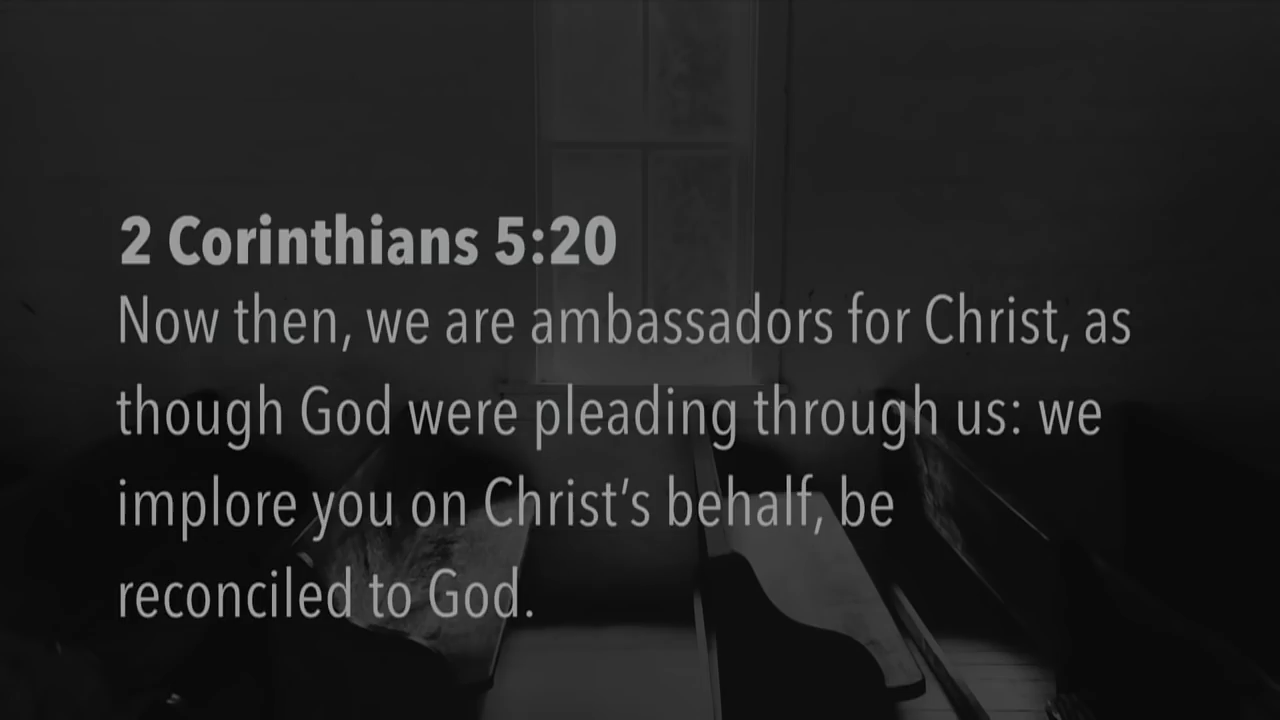 2 Corinthians 5:20
Now then, we are ambassadors for Christ, as
though God were pleading through us: we
implore you on Christ’s behalf, be
reconciled to God.